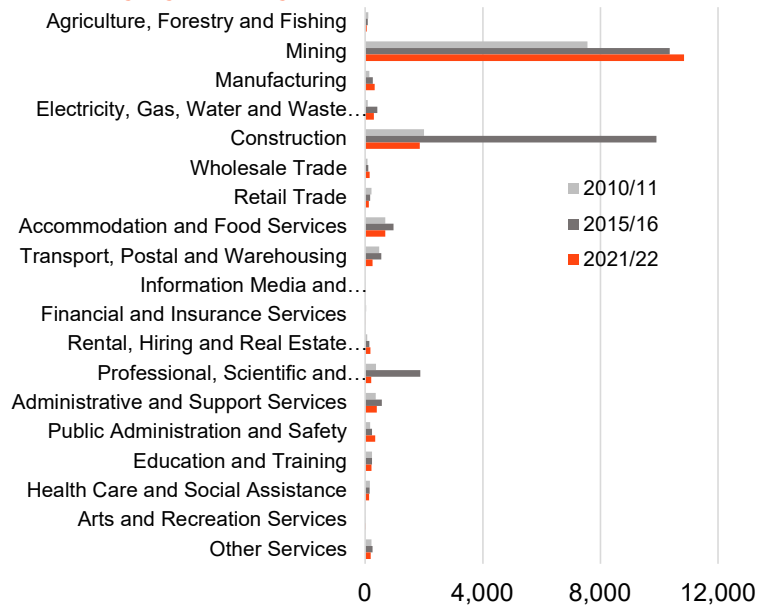 Agriculture, Forestry and Fishing
Mining
Manufacturing
Electricity, Gas, Water and Waste…
Construction
Wholesale Trade
Retail Trade
Accommodation and Food Services
Transport, Postal and Warehousing
Information Media and…
Financial and Insurance Services
Rental, Hiring and Real Estate…
Professional, Scientific and…
Administrative and Support Services
Public Administration and Safety
Education and Training
Health Care and Social Assistance
Arts and Recreation Services
Other Services
2010/11
2015/16
2021/22
0 4,000 8,000 12,000